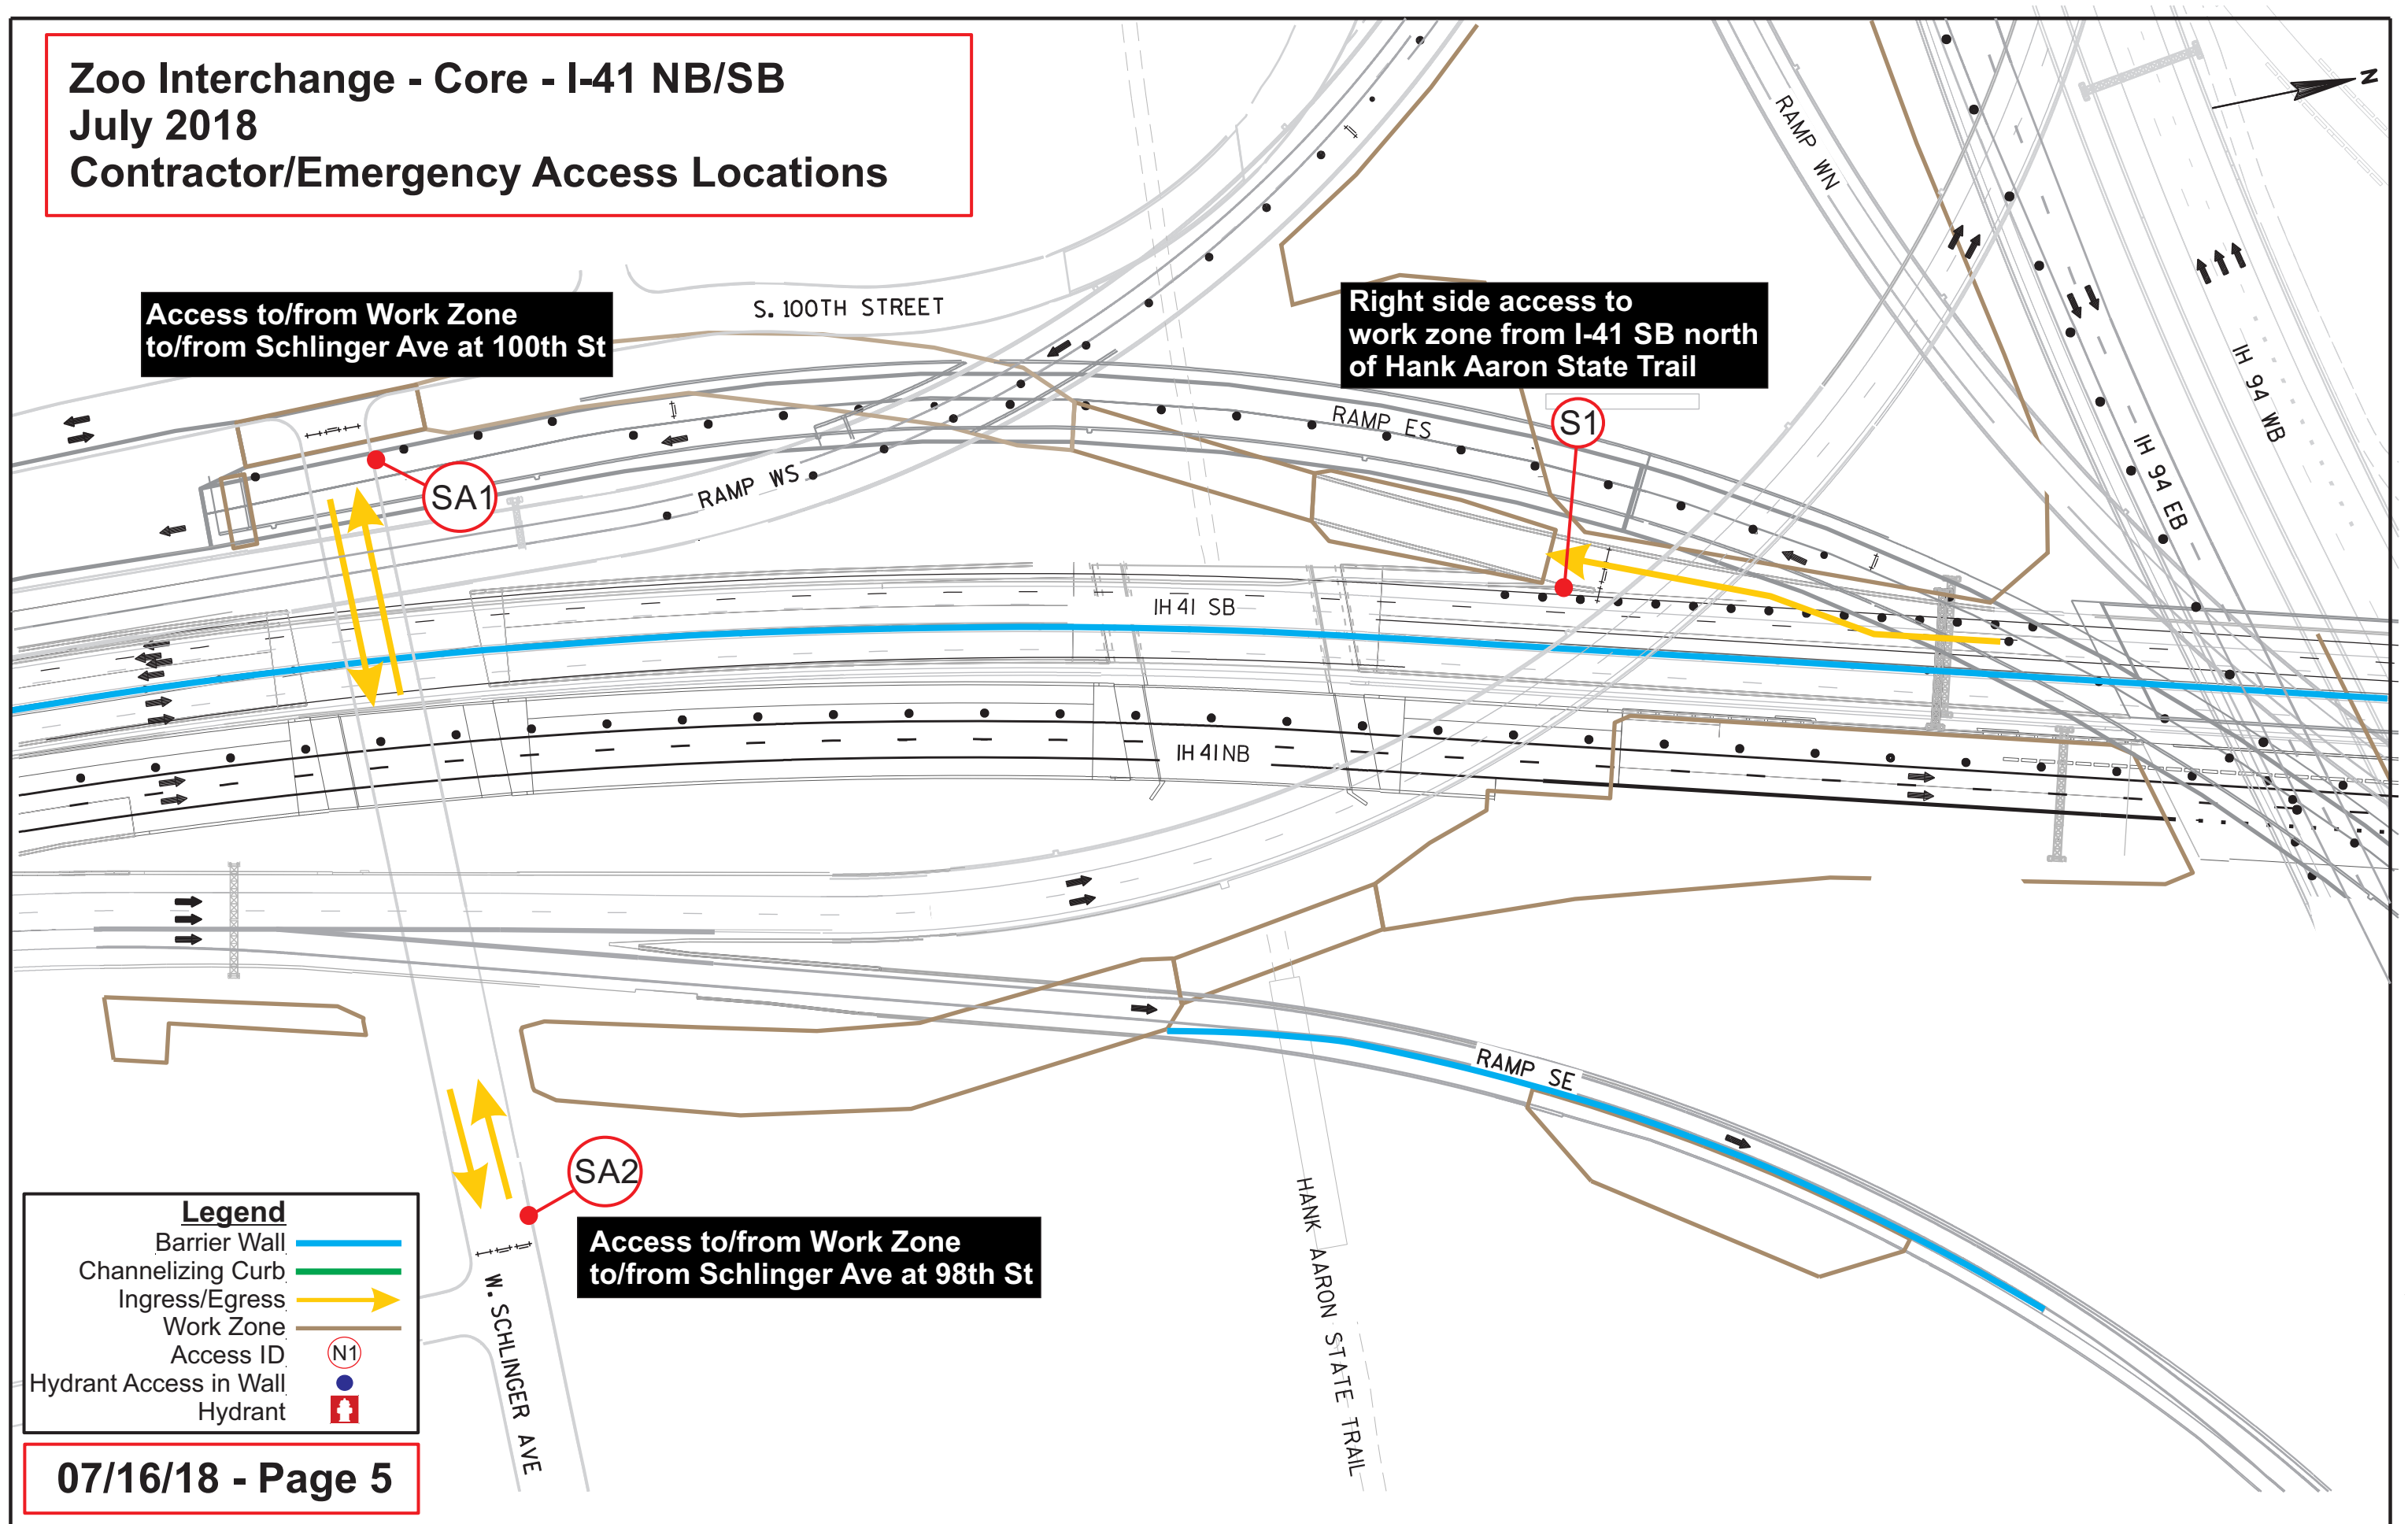 Zoo Interchange - Core - I-41 NB/SB
July 2018
Contractor/Emergency Access Locations
N
RAMP WN
IH 94 WB
IH 94 EB
S. 100TH STREET
Access to/from Work Zone
to/from Schlinger Ave at 100th St
Right side access to
work zone from I-41 SB north
of Hank Aaron State Trail
RAMP ES
S1
SA1
RAMP WS
IH 41 SB
IH 41 NB
RAMP SE
SA2
Access to/from Work Zone
to/from Schlinger Ave at 98th St
HANK AARON STATE TRAIL
W. SCHLINGER AVE
Legend
Barrier Wall
Channelizing Curb
Ingress/Egress
Work Zone
Access ID N1
Hydrant Access in Wall
Hydrant
07/16/18 - Page 5